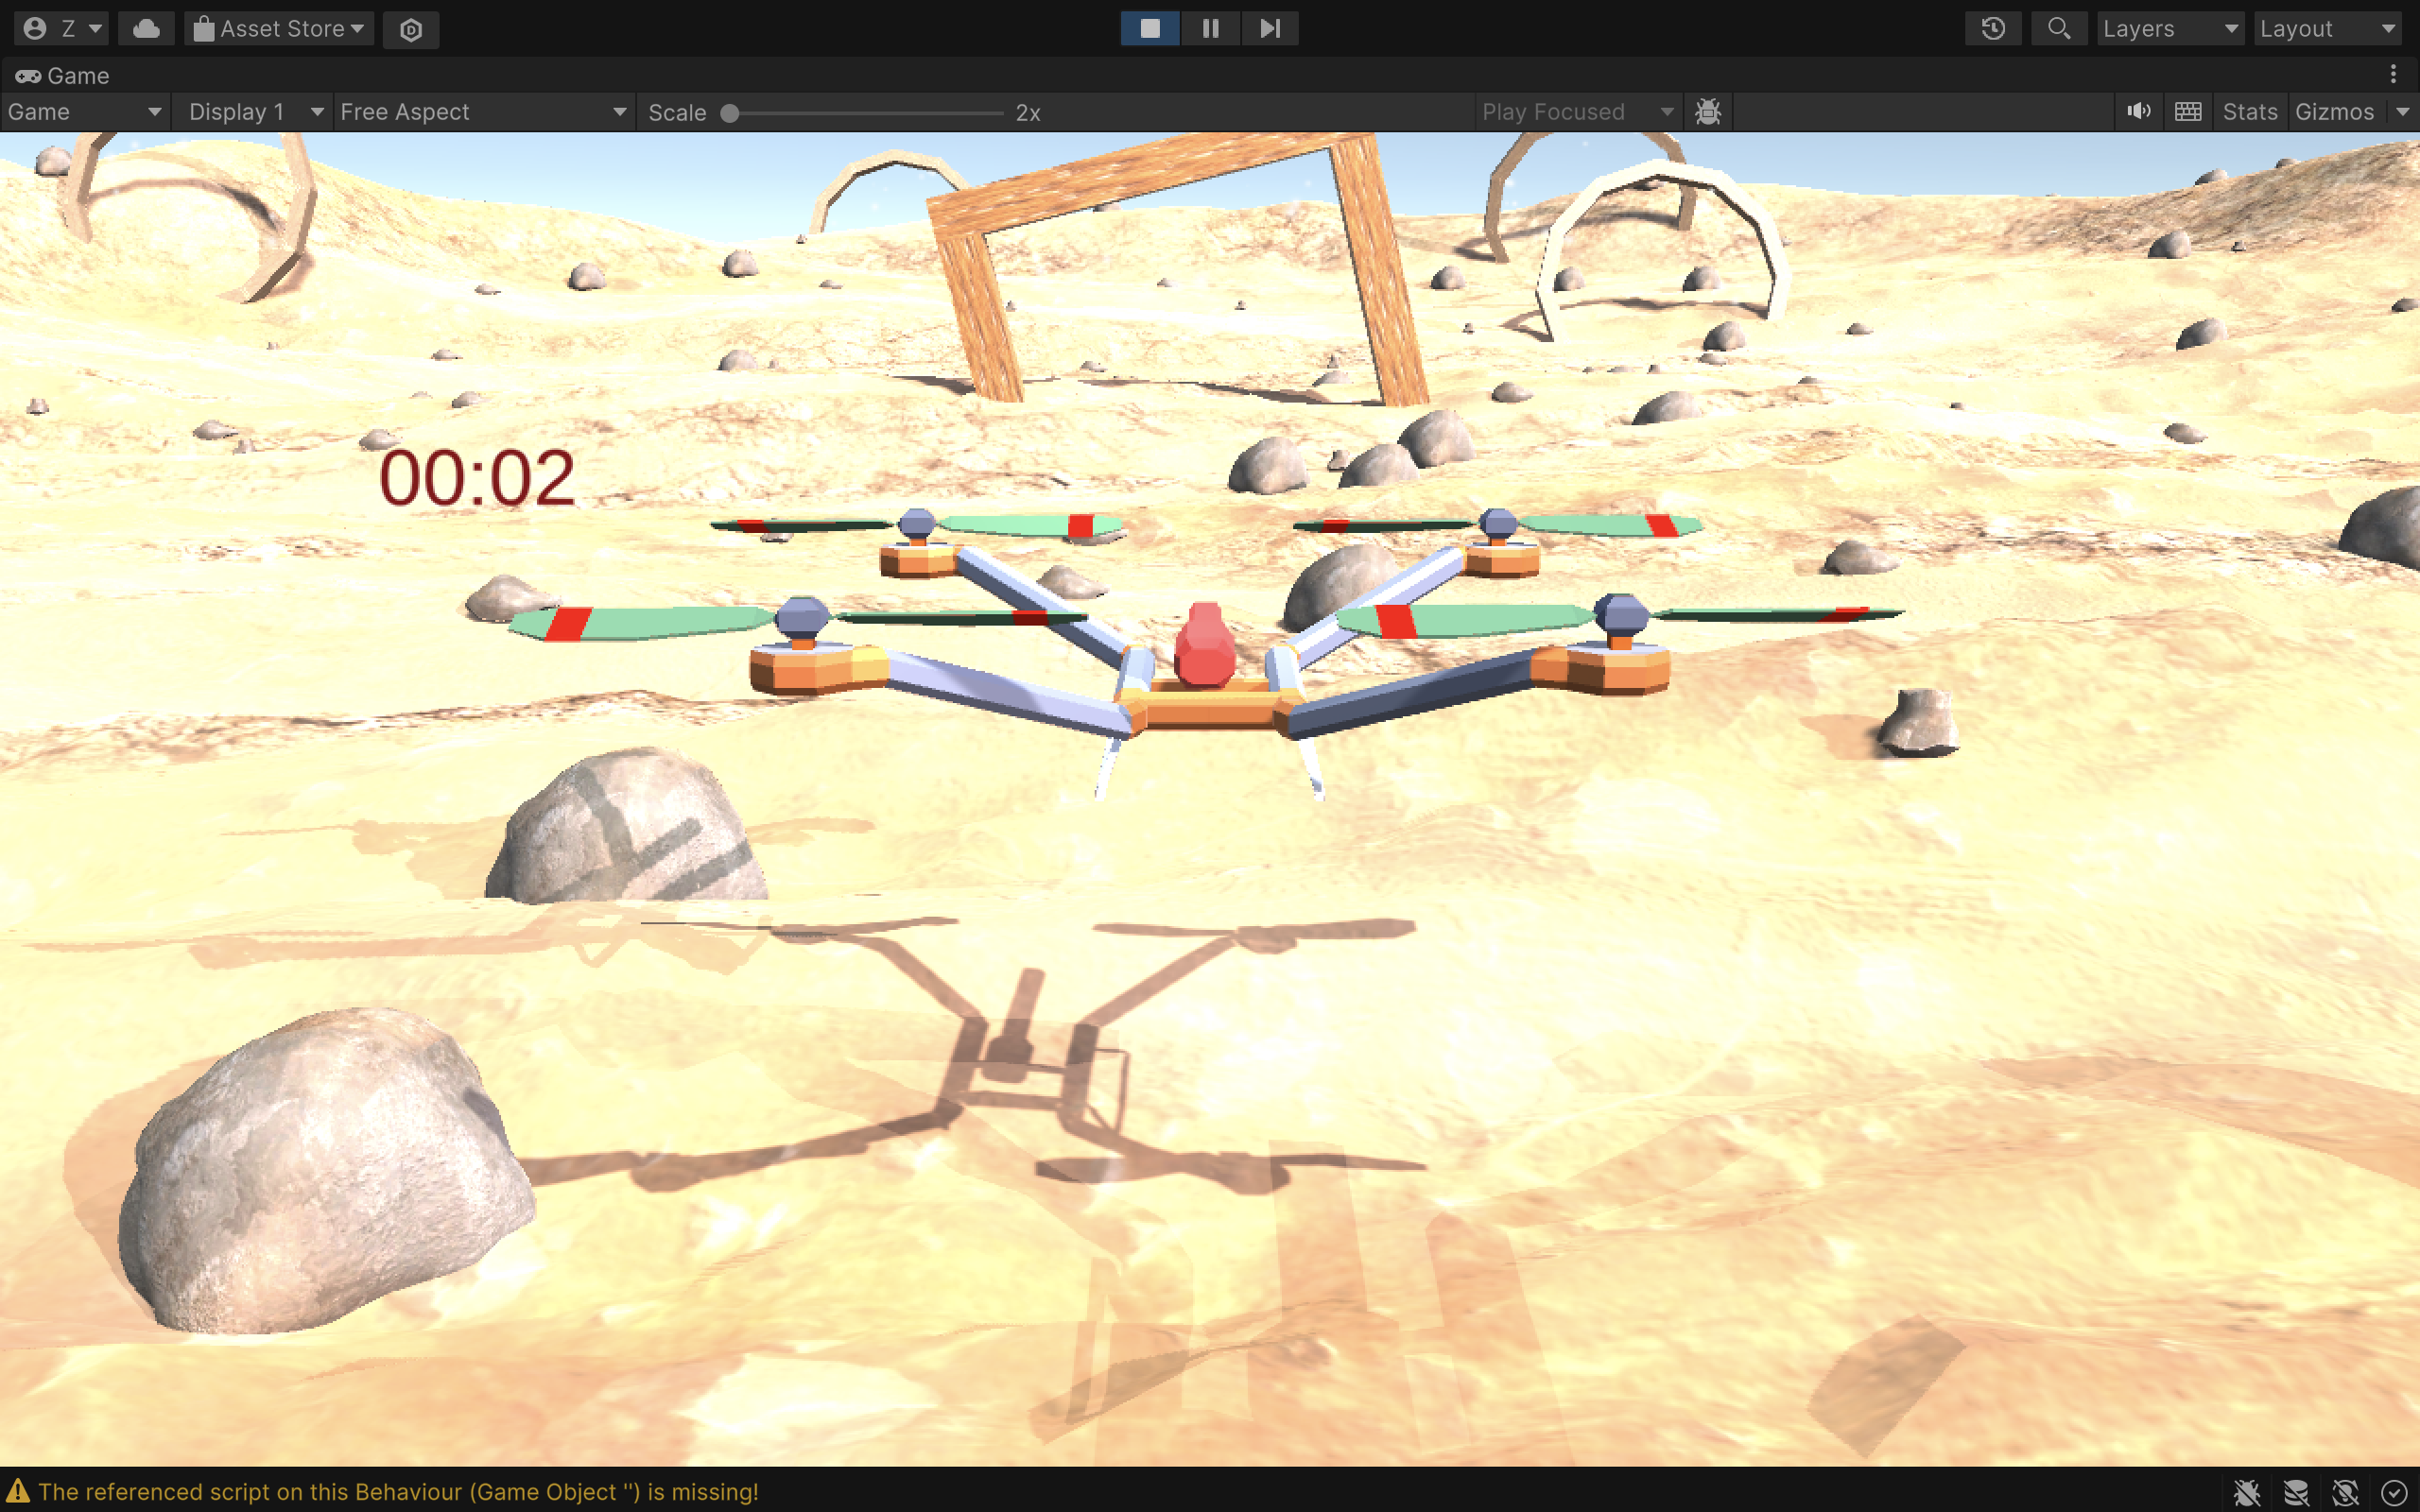 Z Asset Store Layers Layout
Game
Game Display 1 Free Aspect Scale 2x Play Focused Stats Gizmos
00:02
The referenced script on this Behaviour (Game Object '') is missing!